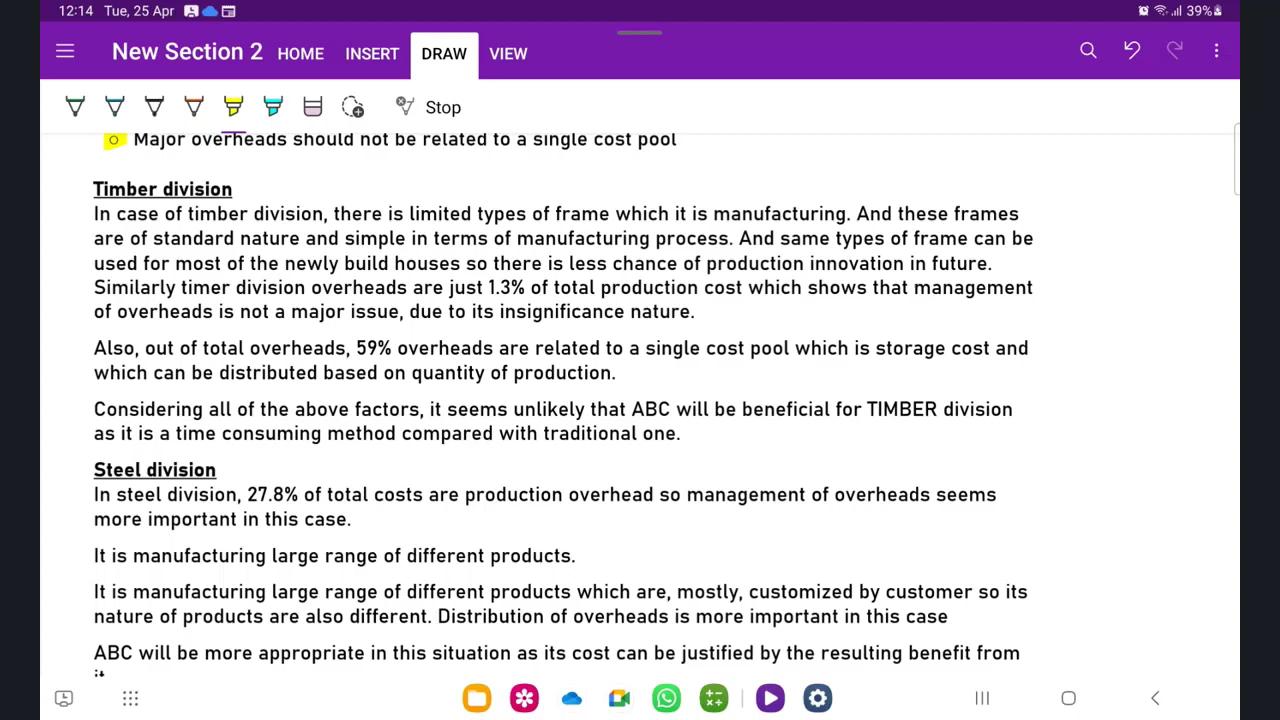 12:14 Tue, 25 Apr 39%
New Section 2 HOME INSERT DRAW VIEW
Stop
Major overheads should not be related to a single cost pool
Timber division
In case of timber division, there is limited types of frame which it is manufacturing. And these frames
are of standard nature and simple in terms of manufacturing process. And same types of frame can be
used for most of the newly build houses so there is less chance of production innovation in future.
Similarly timer division overheads are just 1.3% of total production cost which shows that management
of overheads is not a major issue, due to its insignificance nature.
Also, out of total overheads, 59% overheads are related to a single cost pool which is storage cost and
which can be distributed based on quantity of production.
Considering all of the above factors, it seems unlikely that ABC will be beneficial for TIMBER division
as it is a time consuming method compared with traditional one.
Steel division
In steel division, 27.8% of total costs are production overhead so management of overheads seems
more important in this case.
It is manufacturing large range of different products.
It is manufacturing large range of different products which are, mostly, customized by customer so its
nature of products are also different. Distribution of overheads is more important in this case
ABC will be more appropriate in this situation as its cost can be justified by the resulting benefit from